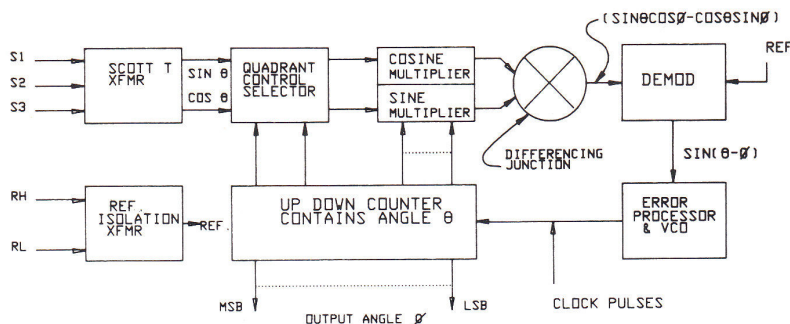 (SINθCOSØ-COSθSINØ)
S1
S2
S3
SCOTT T
XFMR
SIN θ
COS θ
QUADRANT
CONTROL
SELECTOR
COSINE
MULTIPLIER
SINE
MULTIPLIER
DEMOD
REF
DIFFERENCING
JUNCTION
SIN(θ-Ø)
RH
RL
REF.
ISOLATION
XFMR
REF.
UP DOWN COUNTER
CONTAINS ANGLE θ
ERROR
PROCESSOR
& VCO
MSB
LSB
CLOCK PULSES
OUTPUT ANGLE Ø